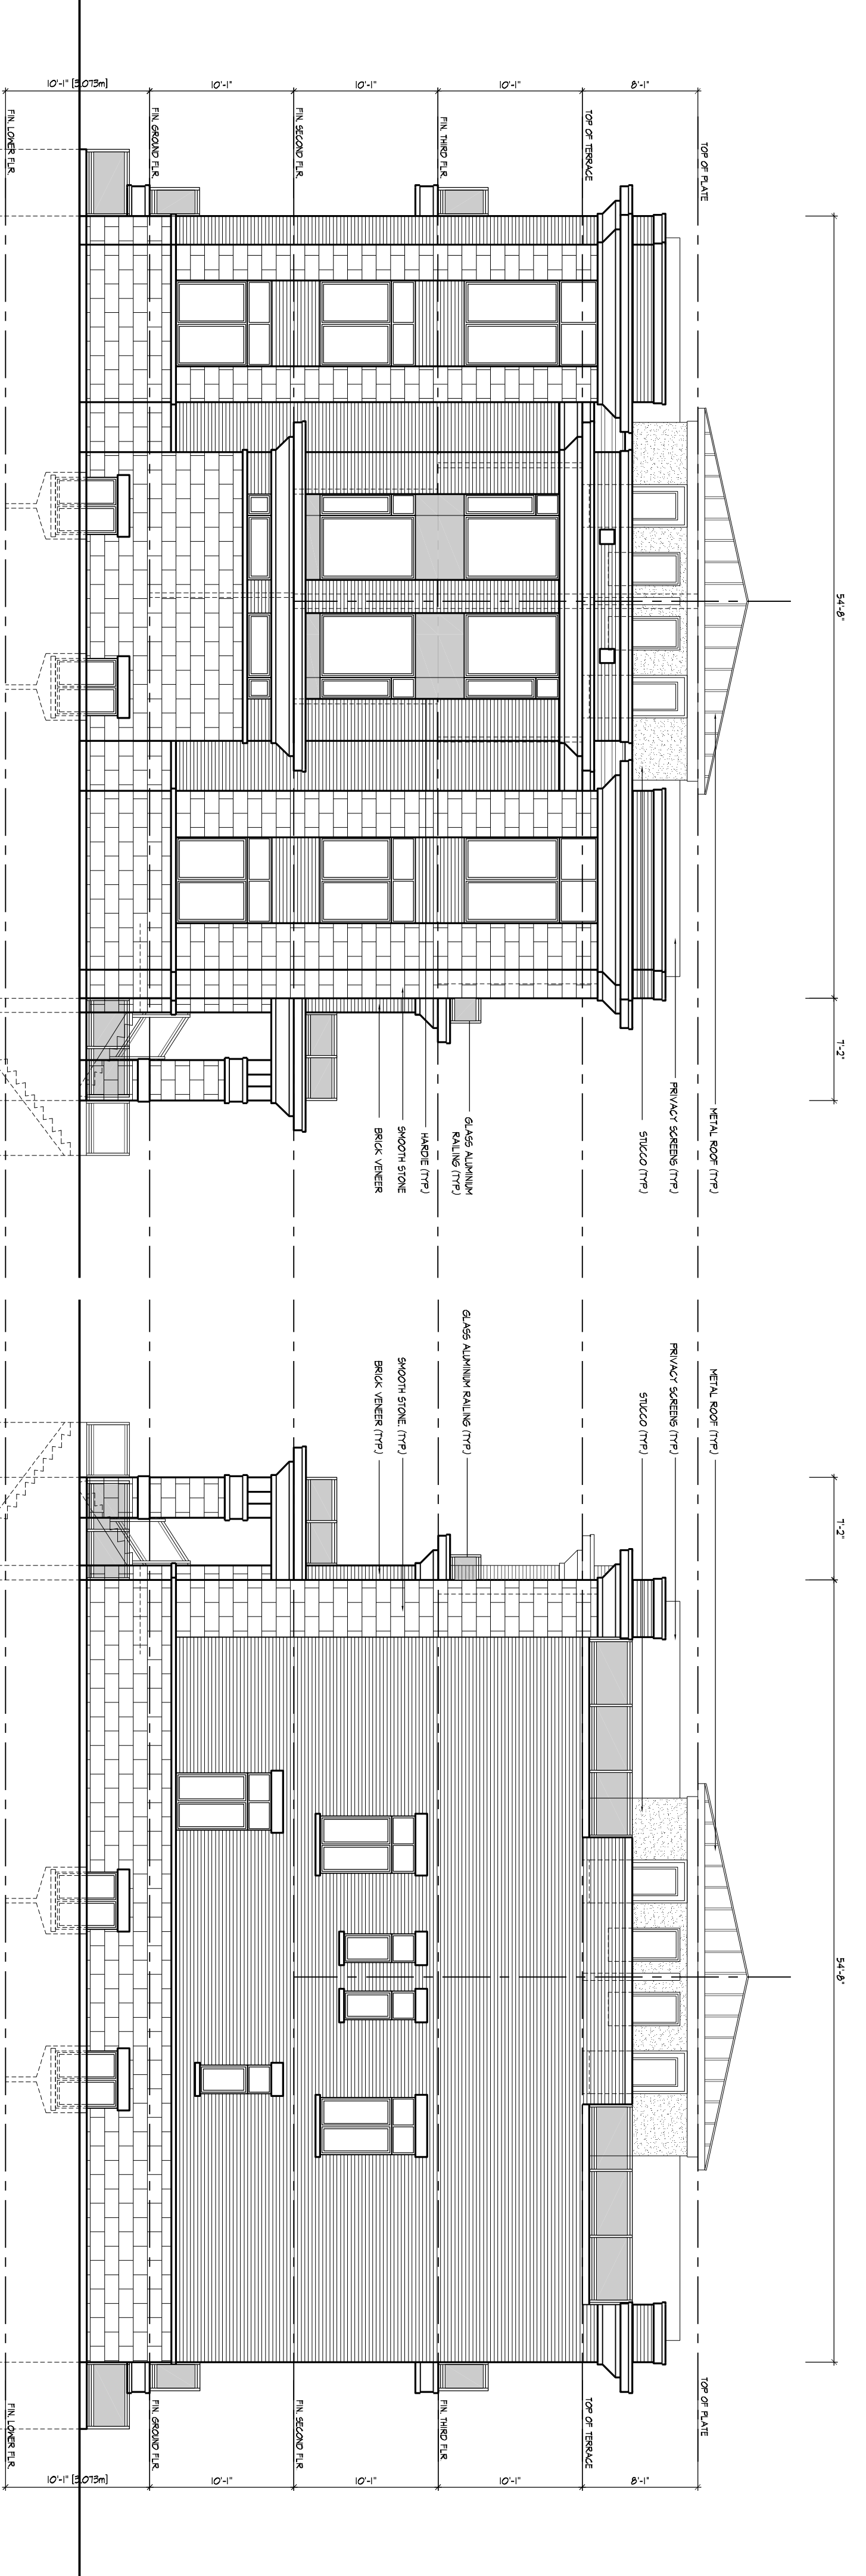 10'-1" [3.073m]
10'-1"
10'-1"
10'-1"
8'-1"
FIN. LOWER FLR.
FIN. GROUND FLR.
FIN. SECOND FLR.
FIN. THIRD FLR.
TOP OF TERRACE
TOP OF PLATE
54'-8"
7'-2"
METAL ROOF (TYP.)
PRIVACY SCREENS (TYP.)
STUCCO (TYP.)
GLASS ALUMINIUM
RAILING (TYP.)
HARDIE (TYP.)
SMOOTH STONE
BRICK VENEER
METAL ROOF (TYP.)
PRIVACY SCREENS (TYP.)
STUCCO (TYP.)
GLASS ALUMINIUM RAILING (TYP.)
SMOOTH STONE. (TYP.)
BRICK VENEER (TYP.)
7'-2"
54'-8"
TOP OF PLATE
TOP OF TERRACE
FIN. THIRD FLR
FIN. SECOND FLR
FIN. GROUND FLR.
FIN. LOWER FLR.
10'-1" [3.073m]
10'-1"
10'-1"
10'-1"
8'-1"